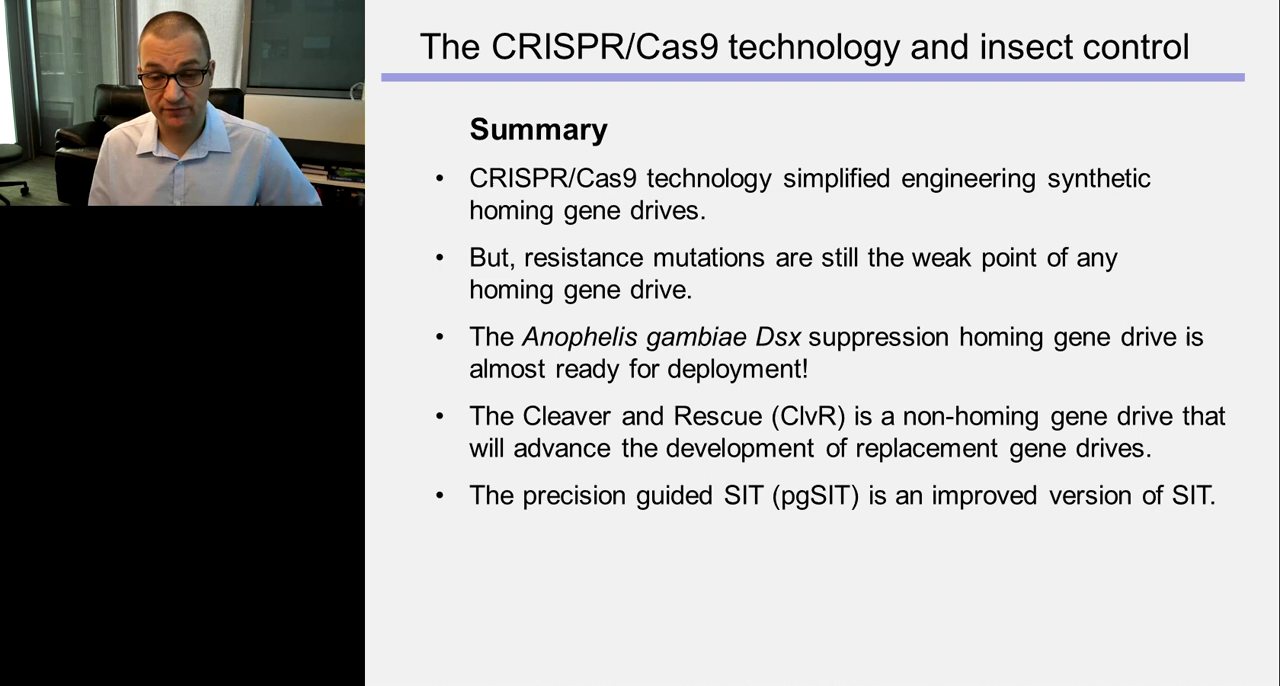 The CRISPR/Cas9 technology and insect control
Summary
• CRISPR/Cas9 technology simplified engineering synthetic
homing gene drives.
• But, resistance mutations are still the weak point of any
homing gene drive.
• The Anophelis gambiae Dsx suppression homing gene drive is
almost ready for deployment!
• The Cleaver and Rescue (ClvR) is a non-homing gene drive that
will advance the development of replacement gene drives.
• The precision guided SIT (pgSIT) is an improved version of SIT.